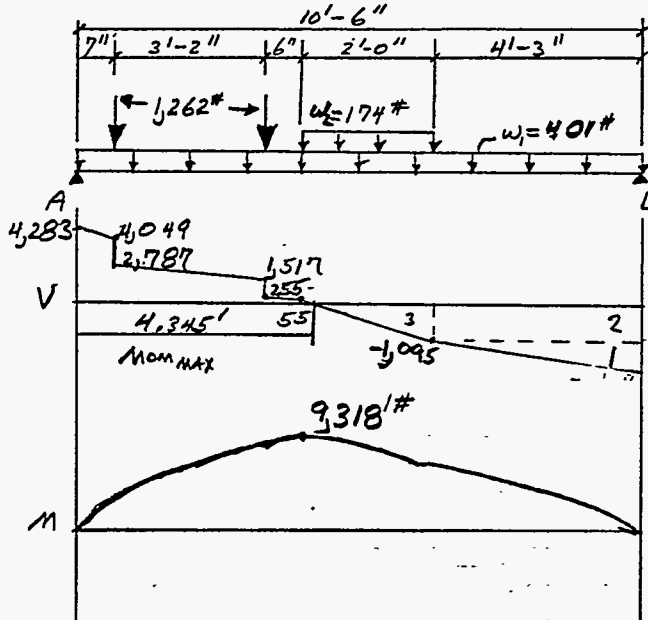 10'-6"
7" 3'-2" 6" 2'-0" 4'-3"
1,262# w₂=174# w₁=401#
A
4,283 4,049
2,787 1,517
255
V
4.345' 55 3 2
-1,095 1
MOM MAX
9,318'#
M